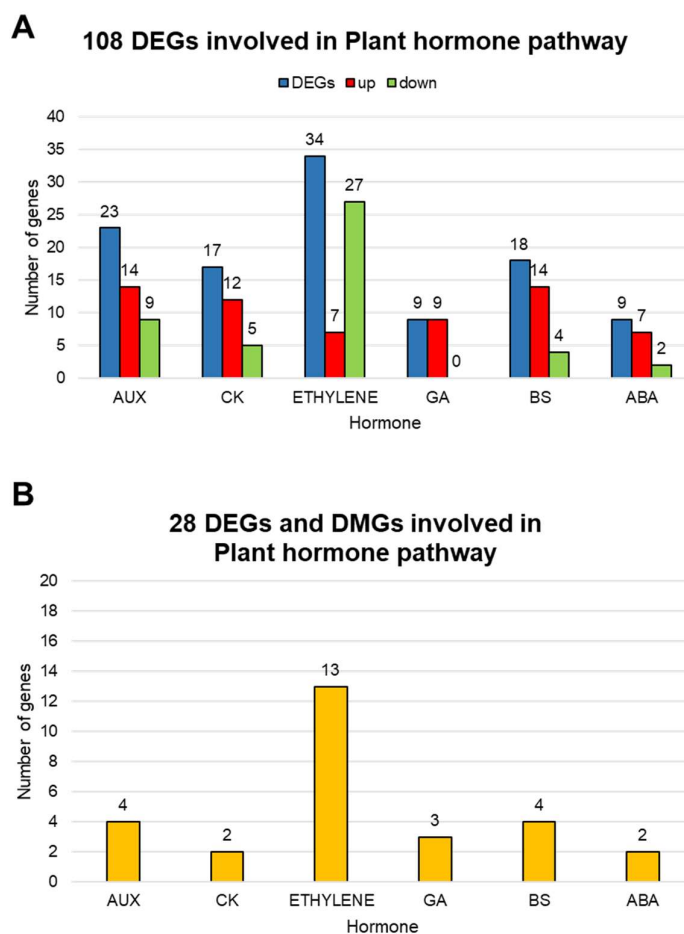 A
108 DEGs involved in Plant hormone pathway
DEGs up down
Number of genes
40
35
30
25
20
15
10
5
0
23 14 9
17 12 5
34 7 27
9 9 0
18 14 4
9 7 2
AUX CK ETHYLENE GA BS ABA
Hormone
B
28 DEGs and DMGs involved in
Plant hormone pathway
Number of genes
20
18
16
14
12
10
8
6
4
2
0
4 2 13 3 4 2
AUX CK ETHYLENE GA BS ABA
Hormone